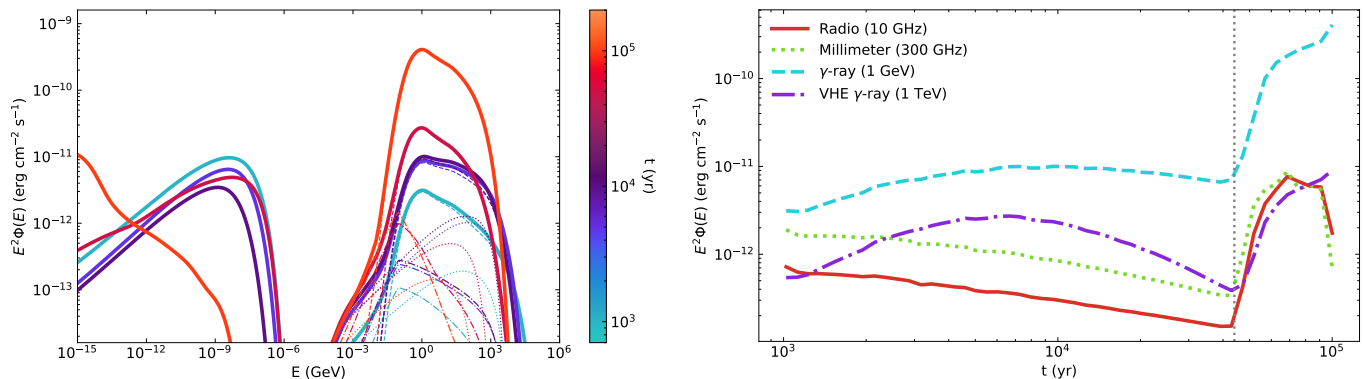 10⁻⁹
10⁻¹⁰
10⁻¹¹
10⁻¹²
10⁻¹³
E²Φ(E) (erg cm⁻² s⁻¹)
10⁻¹⁵
10⁻¹²
10⁻⁹
10⁻⁶
10⁻³
10⁰
10³
10⁶
E (GeV)
10⁵
10⁴
10³
t (yr)
Radio (10 GHz)
Millimeter (300 GHz)
γ-ray (1 GeV)
VHE γ-ray (1 TeV)
10⁻¹⁰
10⁻¹¹
10⁻¹²
E²Φ(E) (erg cm⁻² s⁻¹)
10³
10⁴
10⁵
t (yr)